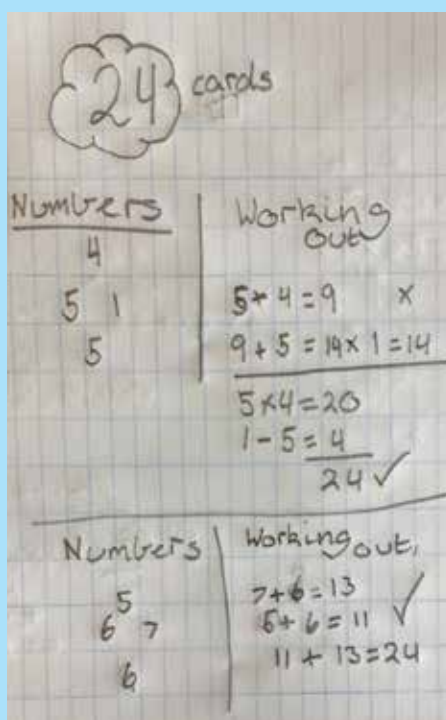 24 cards
Numbers
4
5 1
5
Working
Out
5+4=9 x
9+5=14x1=14
5x4=20
1-5=4
24✓
Numbers
5
6 7
6
Working out,
7+6=13
5+6=11 ✓
11+13=24